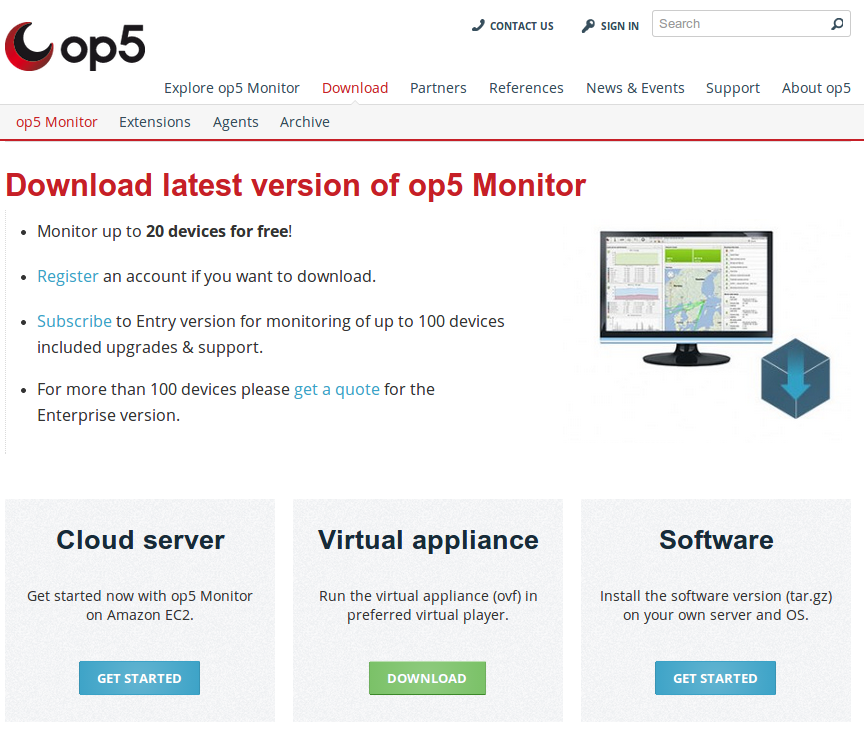 op5
CONTACT US
SIGN IN
Search
Explore op5 Monitor
Download
Partners
References
News & Events
Support
About op5
op5 Monitor
Extensions
Agents
Archive
Download latest version of op5 Monitor
Monitor up to 20 devices for free!
Register an account if you want to download.
Subscribe to Entry version for monitoring of up to 100 devices
included upgrades & support.
For more than 100 devices please get a quote for the
Enterprise version.
Cloud server
Get started now with op5 Monitor
on Amazon EC2.
GET STARTED
Virtual appliance
Run the virtual appliance (ovf) in
preferred virtual player.
DOWNLOAD
Software
Install the software version (tar.gz)
on your own server and OS.
GET STARTED